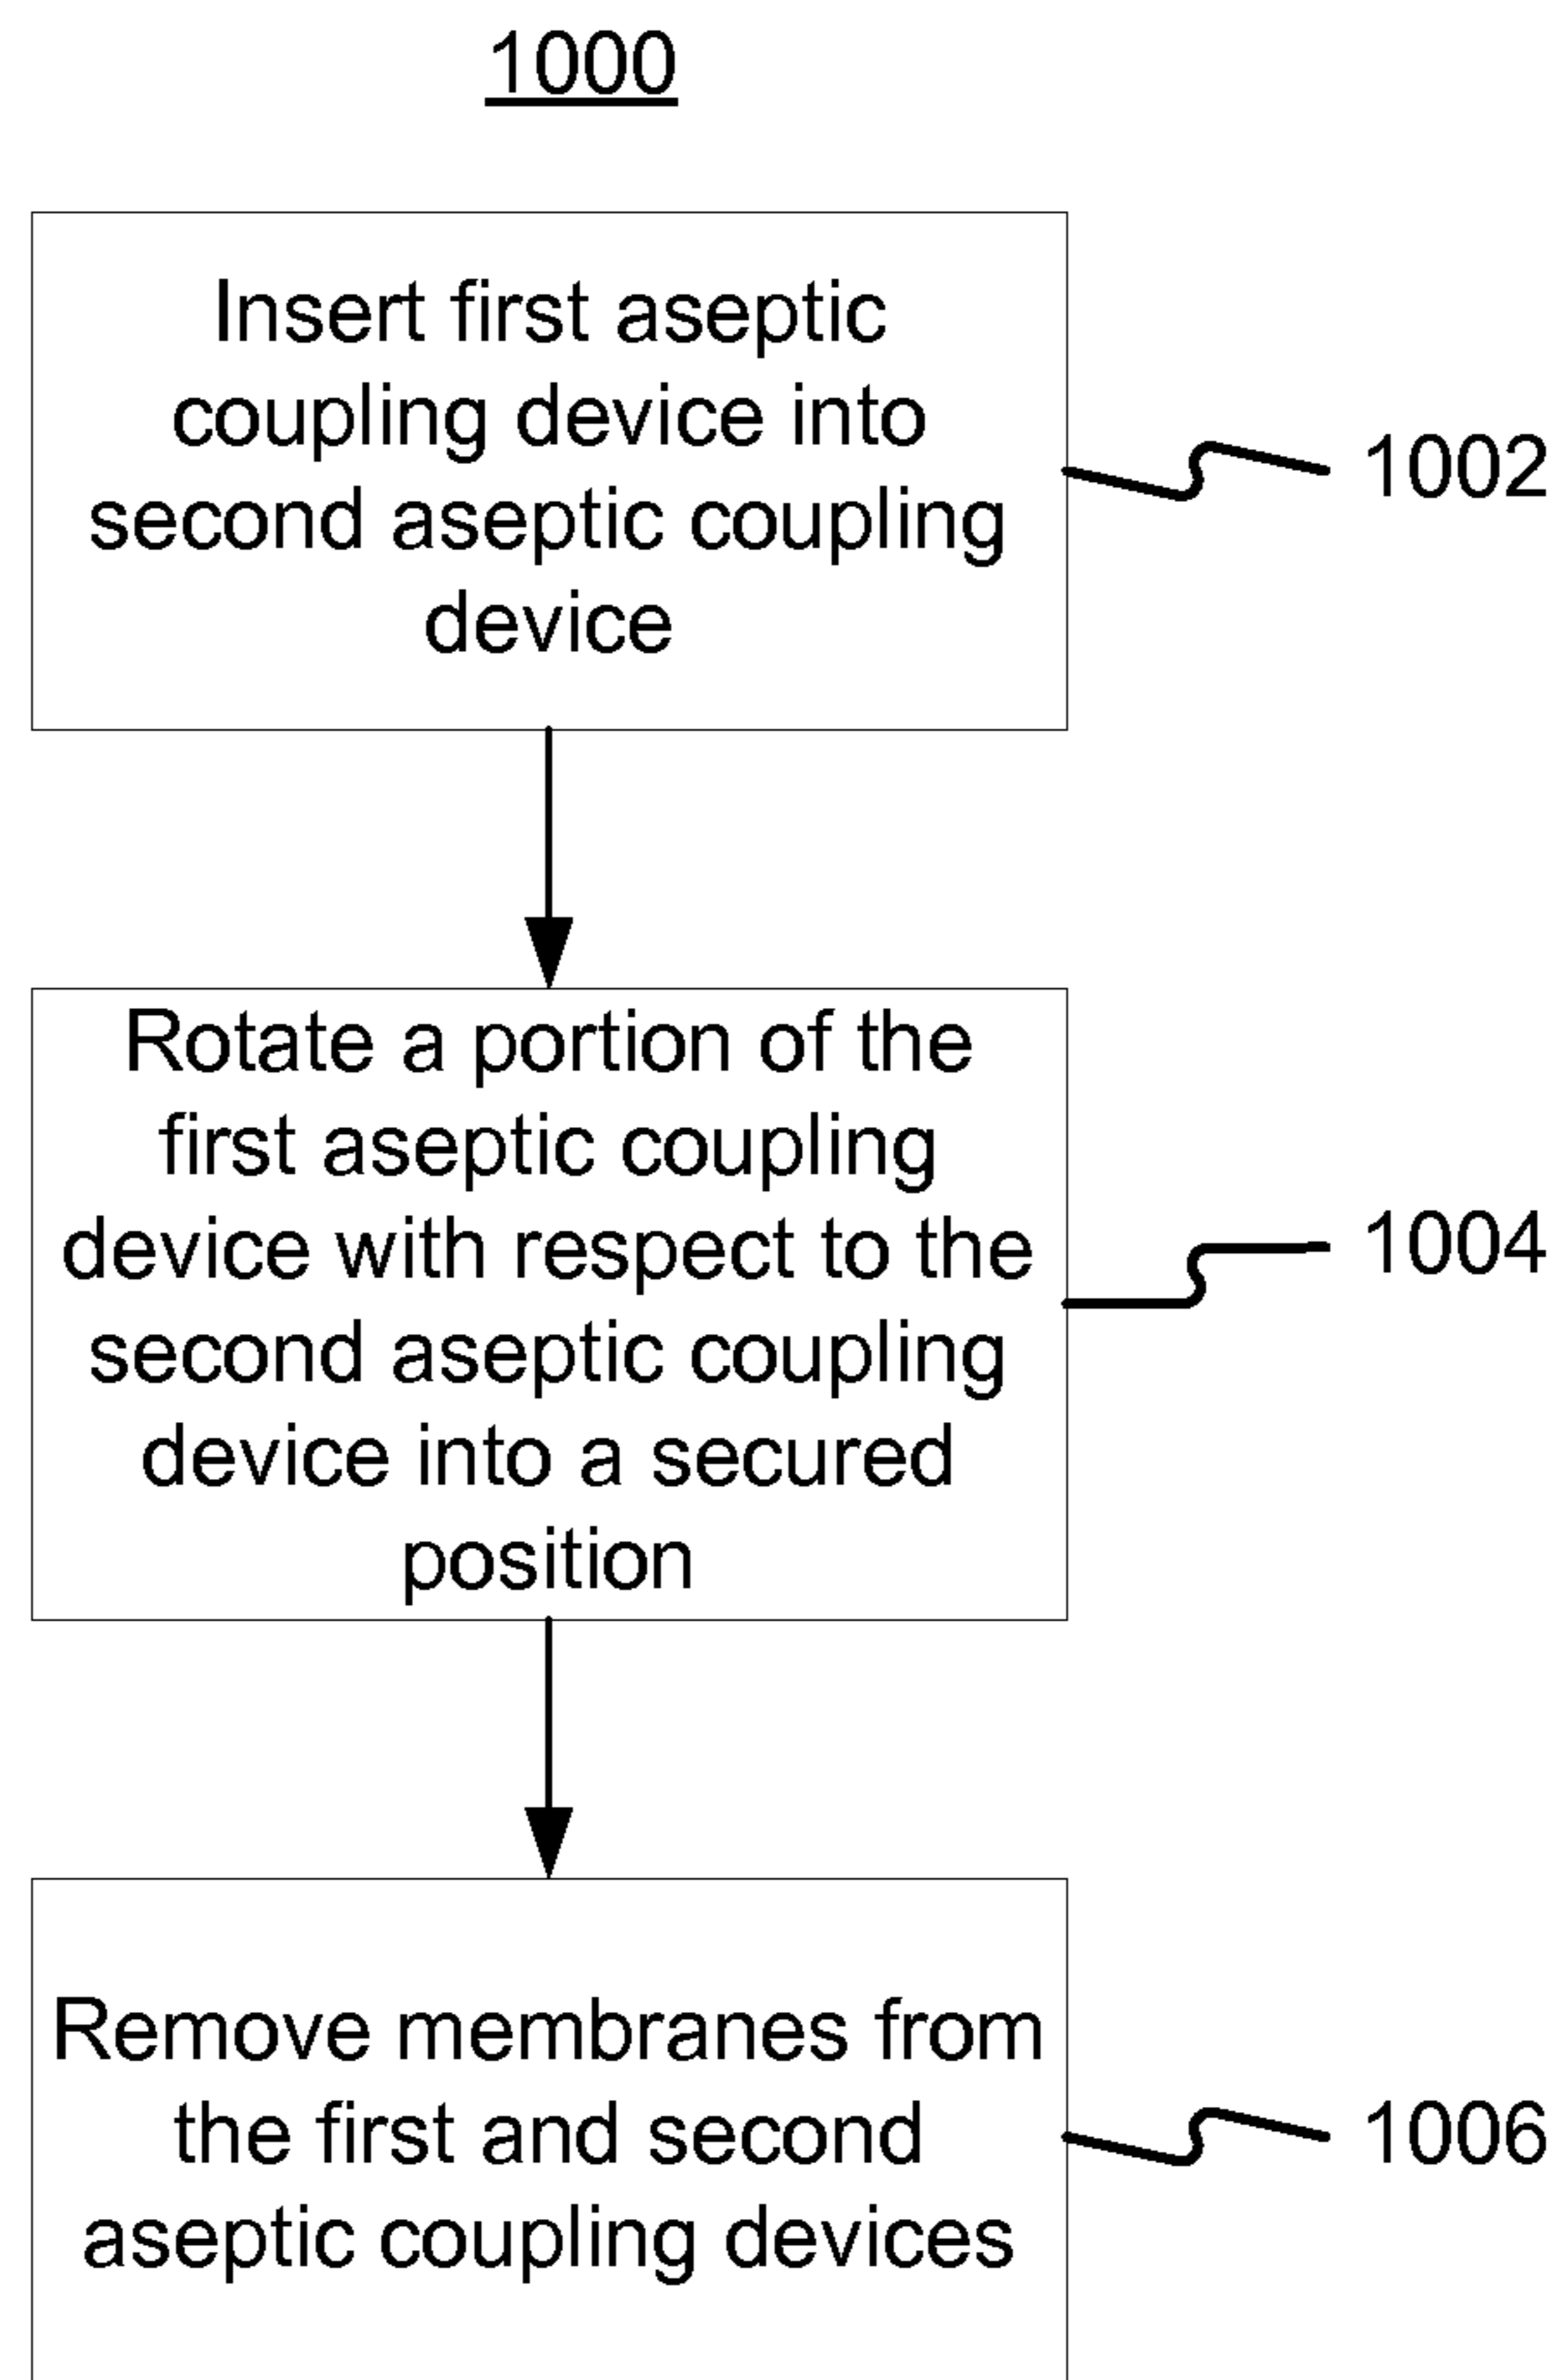 1000
Insert first aseptic
coupling device into
second aseptic coupling
device
1002
Rotate a portion of the
first aseptic coupling
device with respect to the
second aseptic coupling
device into a secured
position
1004
Remove membranes from
the first and second
aseptic coupling devices
1006